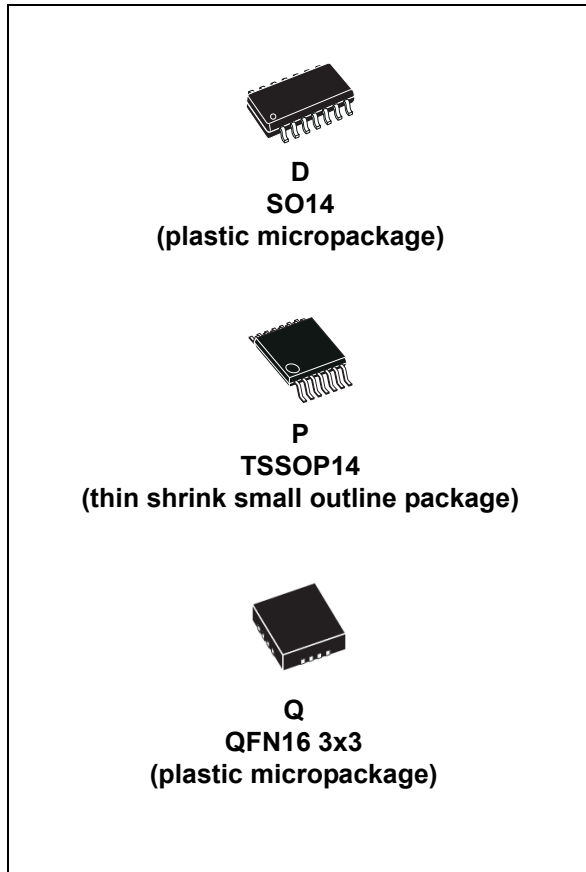 D
SO14
(plastic micropackage)
P
TSSOP14
(thin shrink small outline package)
Q
QFN16 3x3
(plastic micropackage)